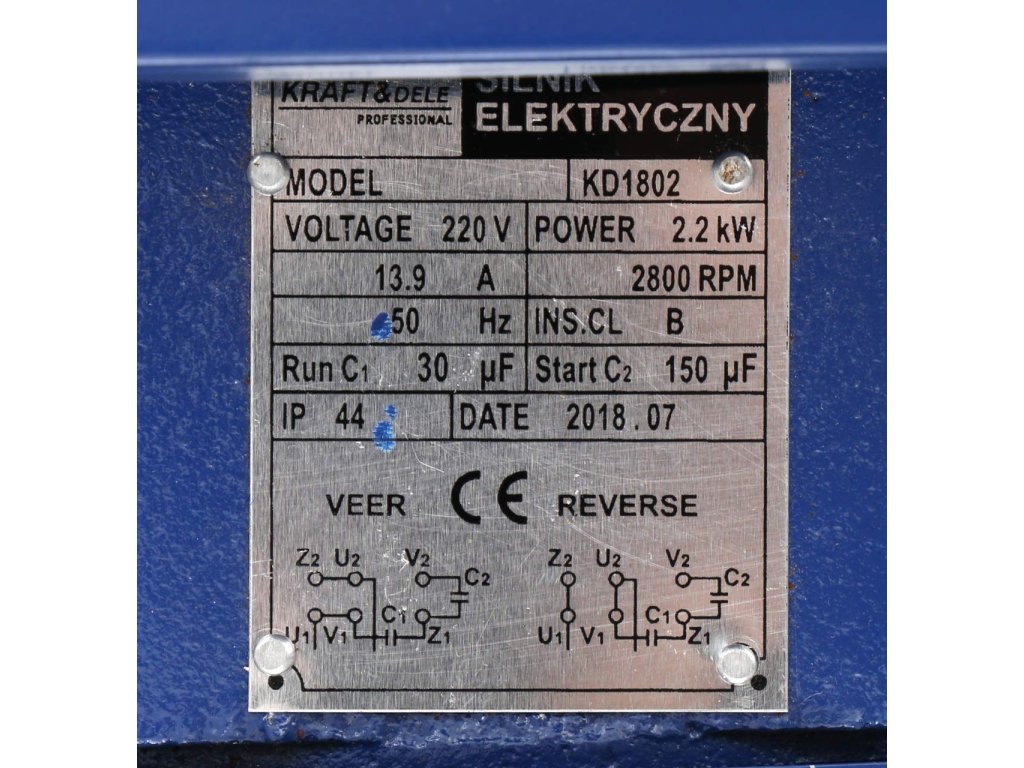 KRAFT&DELE
PROFESSIONAL
SILNIK
ELEKTRYCZNY
MODEL KD1802
VOLTAGE 220 V POWER 2.2 kW
13.9 A 2800 RPM
50 Hz INS.CL B
Run C1 30 µF Start C2 150 µF
IP 44 DATE 2018.07
VEER CE REVERSE
Z2 U2 V2 Z2 U2 V2
C2 C2
C1 C1
U1 V1 Z1 U1 V1 Z1